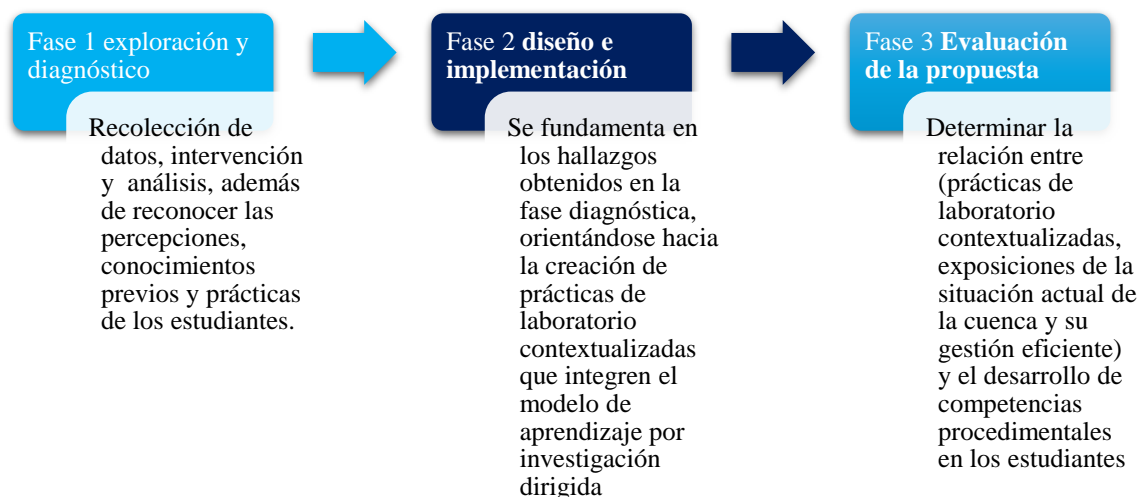 Fase 1 exploración y
diagnóstico
Recolección de
datos, intervención
y análisis, además
de reconocer las
percepciones,
conocimientos
previos y prácticas
de los estudiantes.
Fase 2 diseño e
implementación
Se fundamenta en
los hallazgos
obtenidos en la
fase diagnóstica,
orientándose hacia
la creación de
prácticas de
laboratorio
contextualizadas
que integren el
modelo de
aprendizaje por
investigación
dirigida
Fase 3 Evaluación
de la propuesta
Determinar la
relación entre
(prácticas de
laboratorio
contextualizadas,
exposiciones de la
situación actual de
la cuenca y su
gestión eficiente)
y el desarrollo de
competencias
procedimentales
en los estudiantes